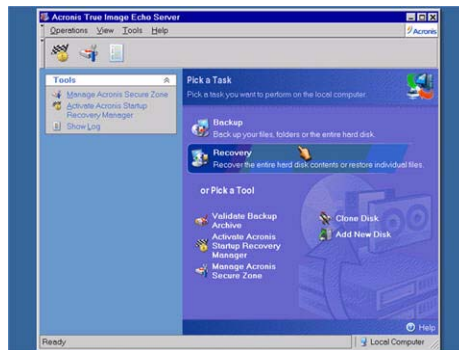 Acronis True Image Echo Server
Operations View Tools Help
Acronis
Tools
Manage Acronis Secure Zone
Activate Acronis Startup
Recovery Manager
Show Log
Pick a Task
Pick a task you want to perform on the local computer.
Backup
Back up your files, folders or the entire hard disk.
Recovery
Recover the entire hard disk contents or restore individual files.
or Pick a Tool
Validate Backup
Archive
Activate Acronis
Startup Recovery
Manager
Manage Acronis
Secure Zone
Clone Disk
Add New Disk
Help
Ready
Local Computer